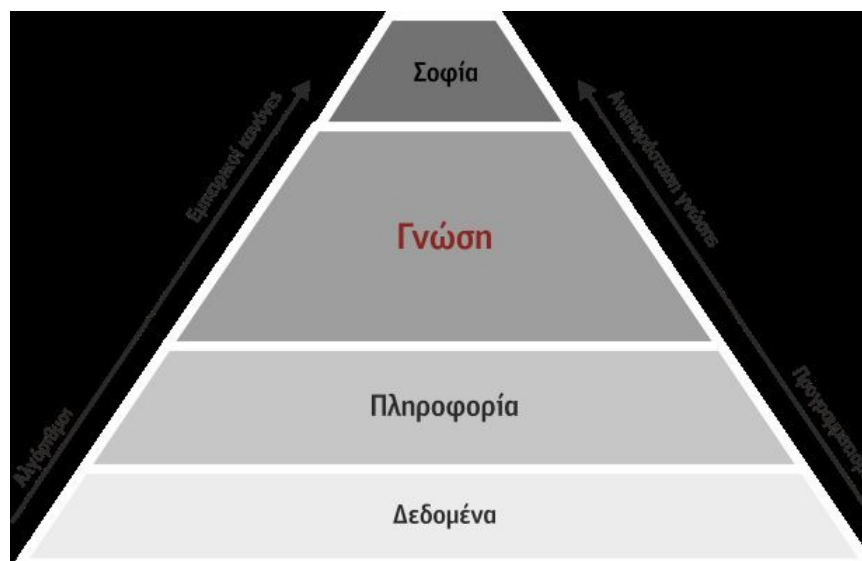 Σοφία
Εμπειρικοί κανόνες
Αναπαράσταση γνώσης
Γνώση
Πληροφορία
Αλγόριθμοι
Δεδομένα